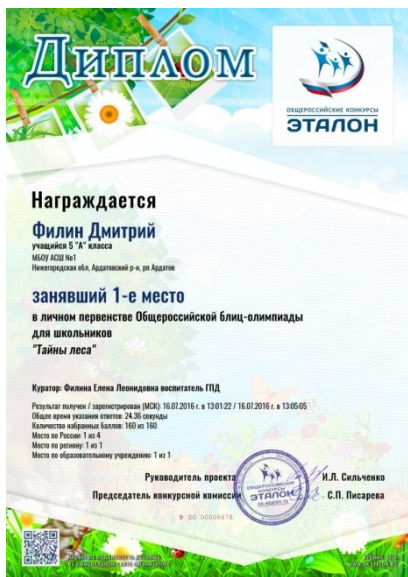 Диплом
ОБЩЕРОССИЙСКИЕ КОНКУРСЫ
ЭТАЛОН
Награждается
Филин Дмитрий
учащийся 5 "А" класса
МБОУ АСШ №1
Нижегородская обл, Ардатовский р-н, рп Ардатов
занявший 1-е место
в личном первенстве Общероссийской блиц-олимпиады
для школьников
"Тайны леса"
Куратор: Филина Елена Леонидовна воспитатель ГПД
Результат получен / зарегистрирован (МСК): 16.07.2016 г. в 13:01:22 / 16.07.2016 г. в 13:05:05
Общее время указания ответов: 24.36 секунды
Количество набранных баллов: 160 из 160
Место по России: 1 из 4
Место по региону: 1 из 1
Место по образовательному учреждению: 1 из 1
Руководитель проекта И.Л. Сильченко
Председатель конкурсной комиссии С.П. Писарева
ЭТАЛОН
№ DO 00006478